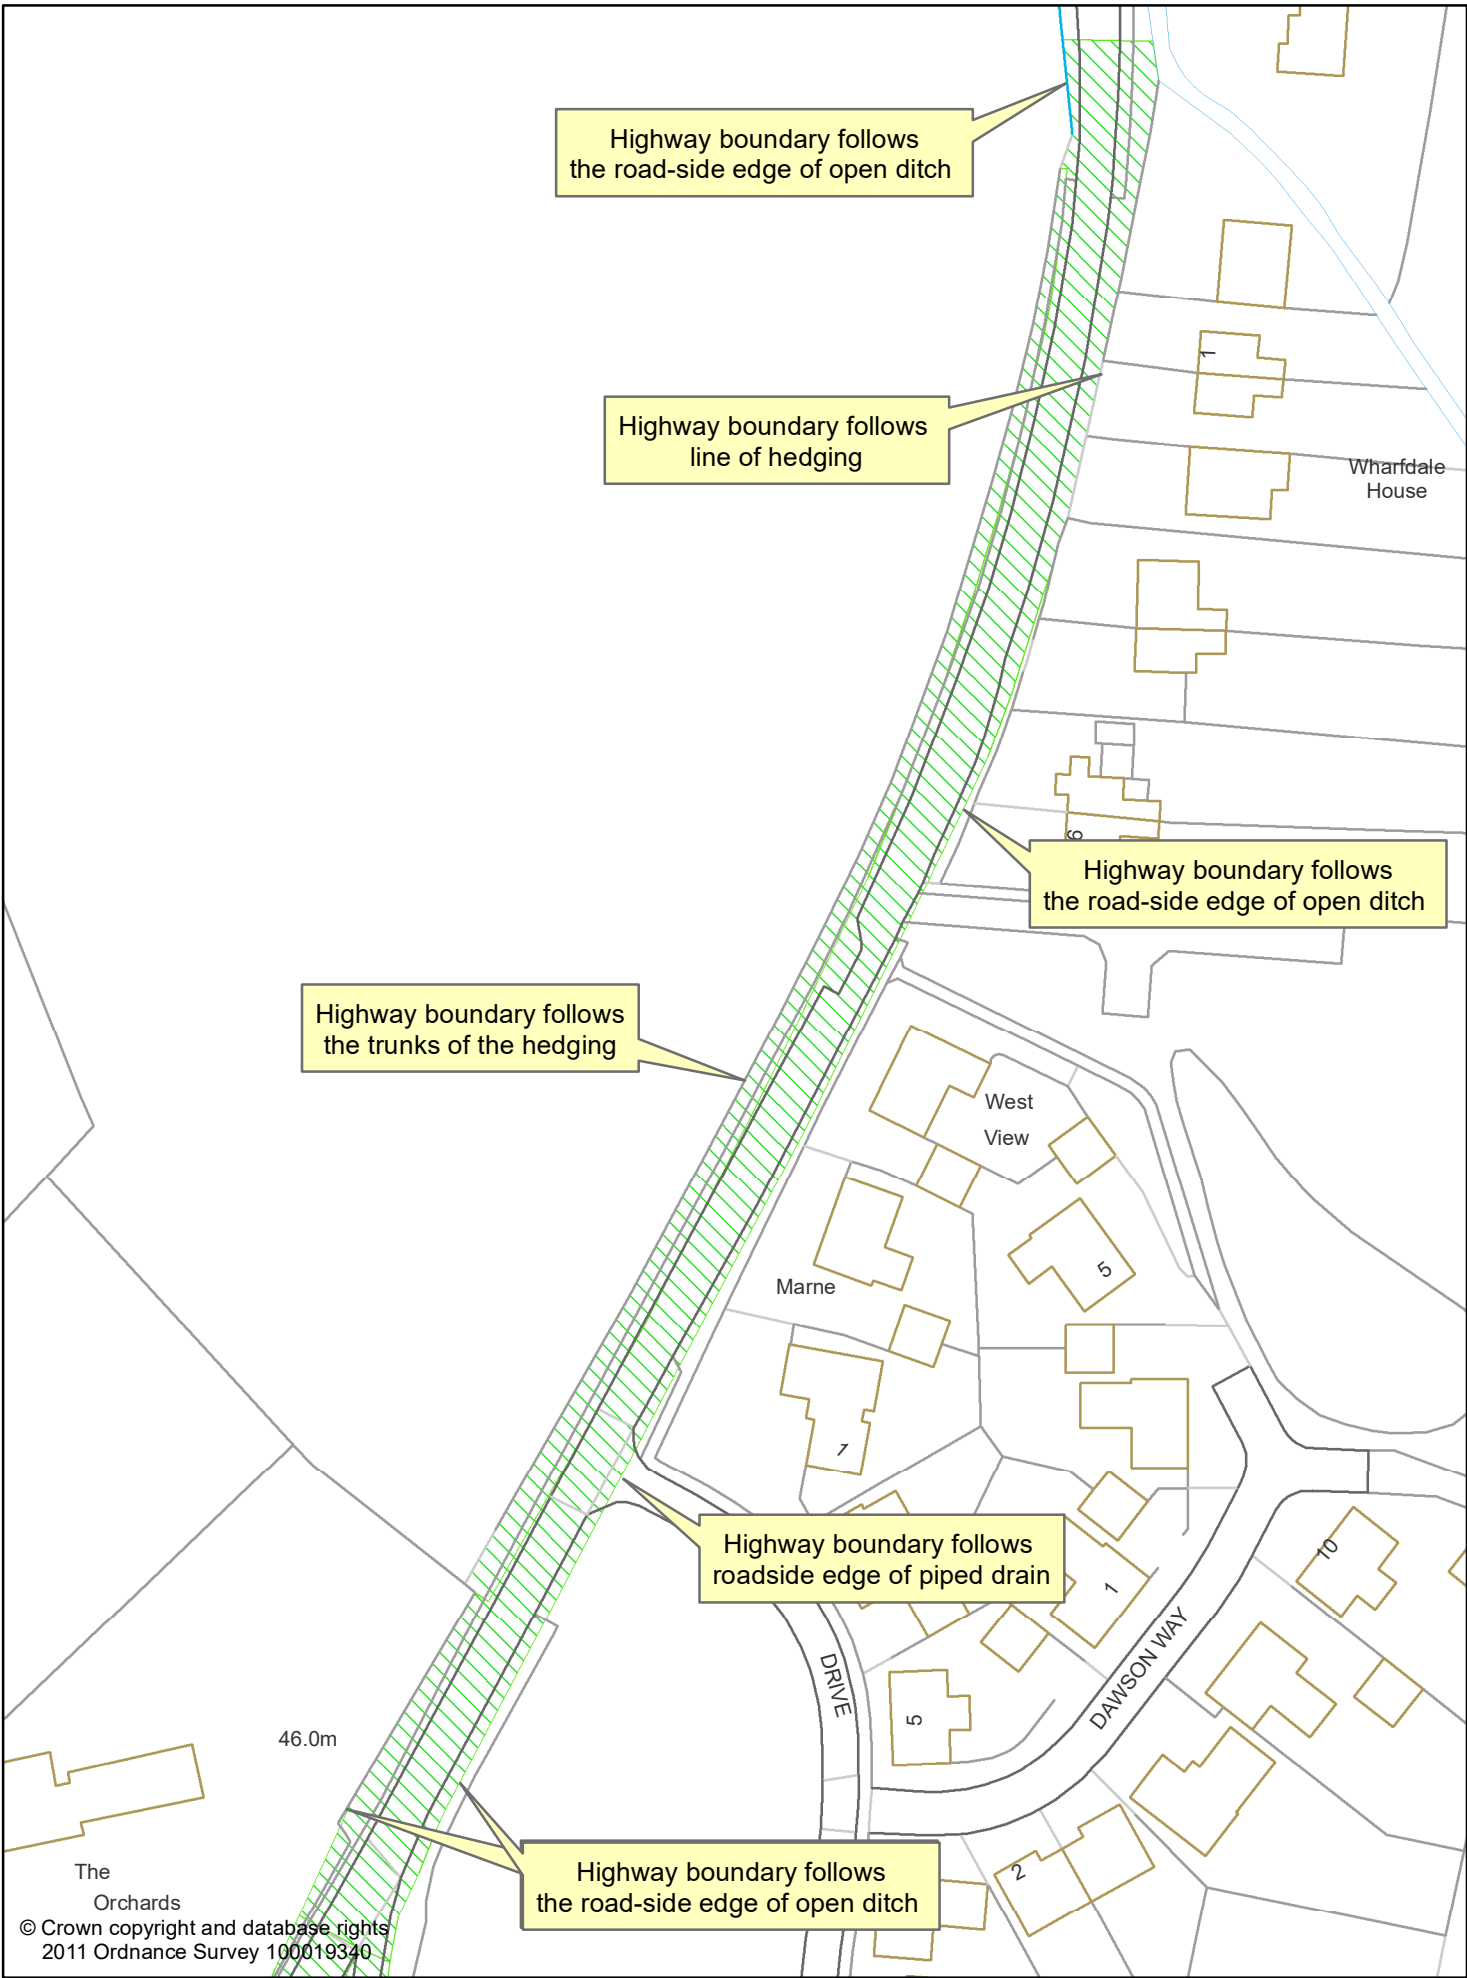 Highway boundary follows
the road-side edge of open ditch
1
Highway boundary follows
line of hedging
Wharfdale
House
6
Highway boundary follows
the road-side edge of open ditch
Highway boundary follows
the trunks of the hedging
West
View
5
Marne
1
Highway boundary follows
roadside edge of piped drain
10
1
DRIVE
DAWSON WAY
5
46.0m
2
Highway boundary follows
the road-side edge of open ditch
The
Orchards
© Crown copyright and database rights
2011 Ordnance Survey 100019340